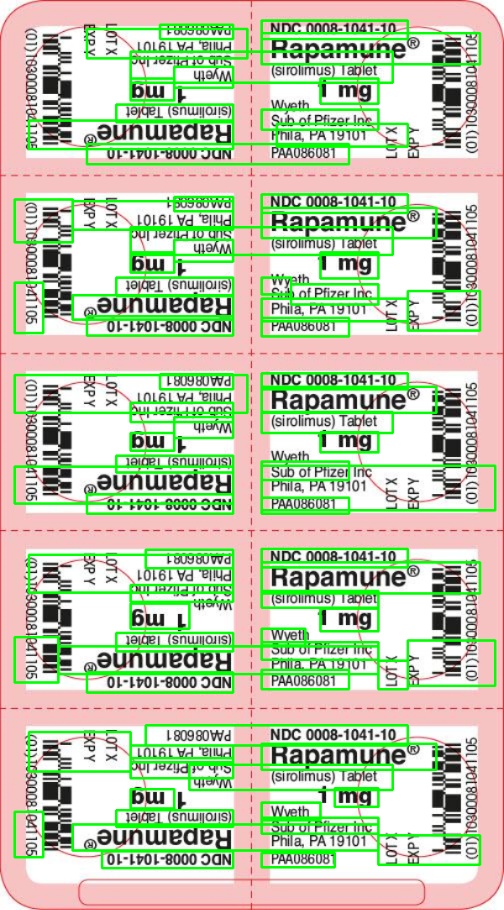 NDC 0008-1041-10
Rapamune®
(sirolimus) Tablet
1 mg
Wyeth
Sub of Pfizer Inc
Phila, PA 19101
PAA086081
LOT X
EXP Y
(01)10300081041105
NDC 0008-1041-10
Rapamune®
(sirolimus) Tablet
1 mg
Wyeth
Sub of Pfizer Inc
Phila, PA 19101
PAA086081
LOT X
EXP Y
(01)10300081041105
NDC 0008-1041-10
Rapamune®
(sirolimus) Tablet
1 mg
Wyeth
Sub of Pfizer Inc
Phila, PA 19101
PAA086081
LOT X
EXP Y
(01)10300081041105
NDC 0008-1041-10
Rapamune®
(sirolimus) Tablet
1 mg
Wyeth
Sub of Pfizer Inc
Phila, PA 19101
PAA086081
LOT X
EXP Y
(01)10300081041105
NDC 0008-1041-10
Rapamune®
(sirolimus) Tablet
1 mg
Wyeth
Sub of Pfizer Inc
Phila, PA 19101
PAA086081
LOT X
EXP Y
(01)10300081041105
NDC 0008-1041-10
Rapamune®
(sirolimus) Tablet
1 mg
Wyeth
Sub of Pfizer Inc
Phila, PA 19101
PAA086081
LOT X
EXP Y
(01)10300081041105
NDC 0008-1041-10
Rapamune®
(sirolimus) Tablet
1 mg
Wyeth
Sub of Pfizer Inc
Phila, PA 19101
PAA086081
LOT X
EXP Y
(01)10300081041105
NDC 0008-1041-10
Rapamune®
(sirolimus) Tablet
1 mg
Wyeth
Sub of Pfizer Inc
Phila, PA 19101
PAA086081
LOT X
EXP Y
(01)10300081041105
NDC 0008-1041-10
Rapamune®
(sirolimus) Tablet
1 mg
Wyeth
Sub of Pfizer Inc
Phila, PA 19101
PAA086081
LOT X
EXP Y
(01)10300081041105
NDC 0008-1041-10
Rapamune®
(sirolimus) Tablet
1 mg
Wyeth
Sub of Pfizer Inc
Phila, PA 19101
PAA086081
LOT X
EXP Y
(01)10300081041105